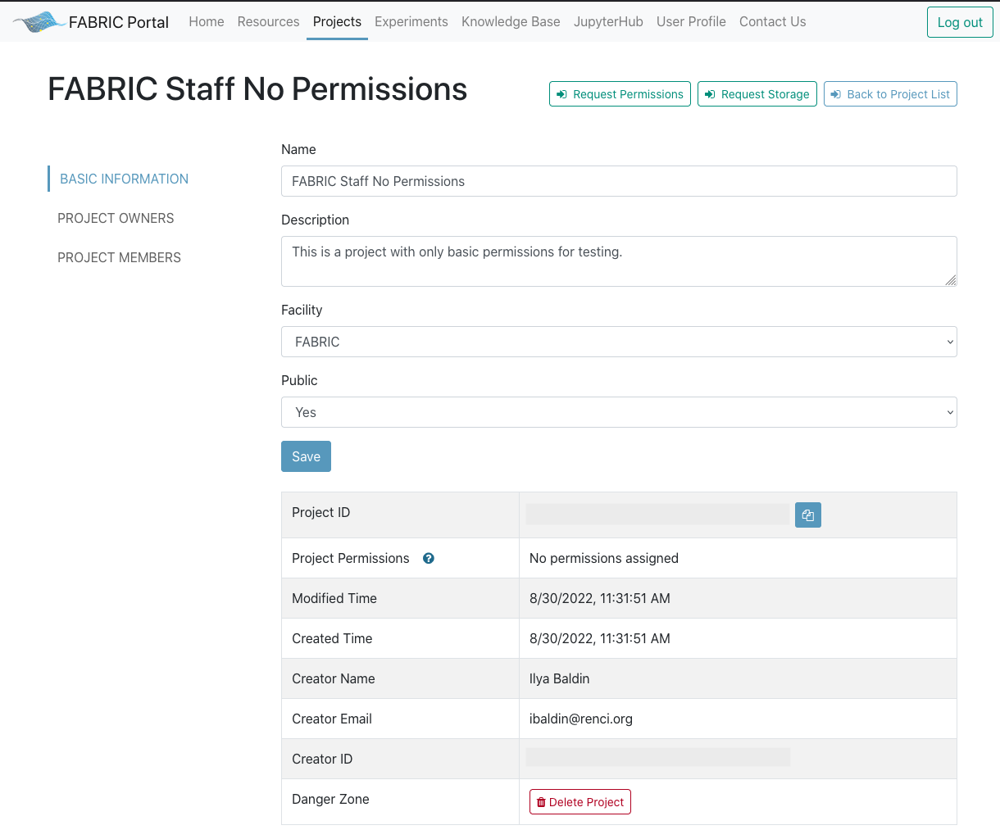 FABRIC Portal Home Resources Projects Experiments Knowledge Base JupyterHub User Profile Contact Us Log out
FABRIC Staff No Permissions
Request Permissions Request Storage Back to Project List
BASIC INFORMATION
PROJECT OWNERS
PROJECT MEMBERS
Name
FABRIC Staff No Permissions
Description
This is a project with only basic permissions for testing.
Facility
FABRIC
Public
Yes
Save
Project ID
Project Permissions ? No permissions assigned
Modified Time 8/30/2022, 11:31:51 AM
Created Time 8/30/2022, 11:31:51 AM
Creator Name Ilya Baldin
Creator Email ibaldin@renci.org
Creator ID
Danger Zone Delete Project